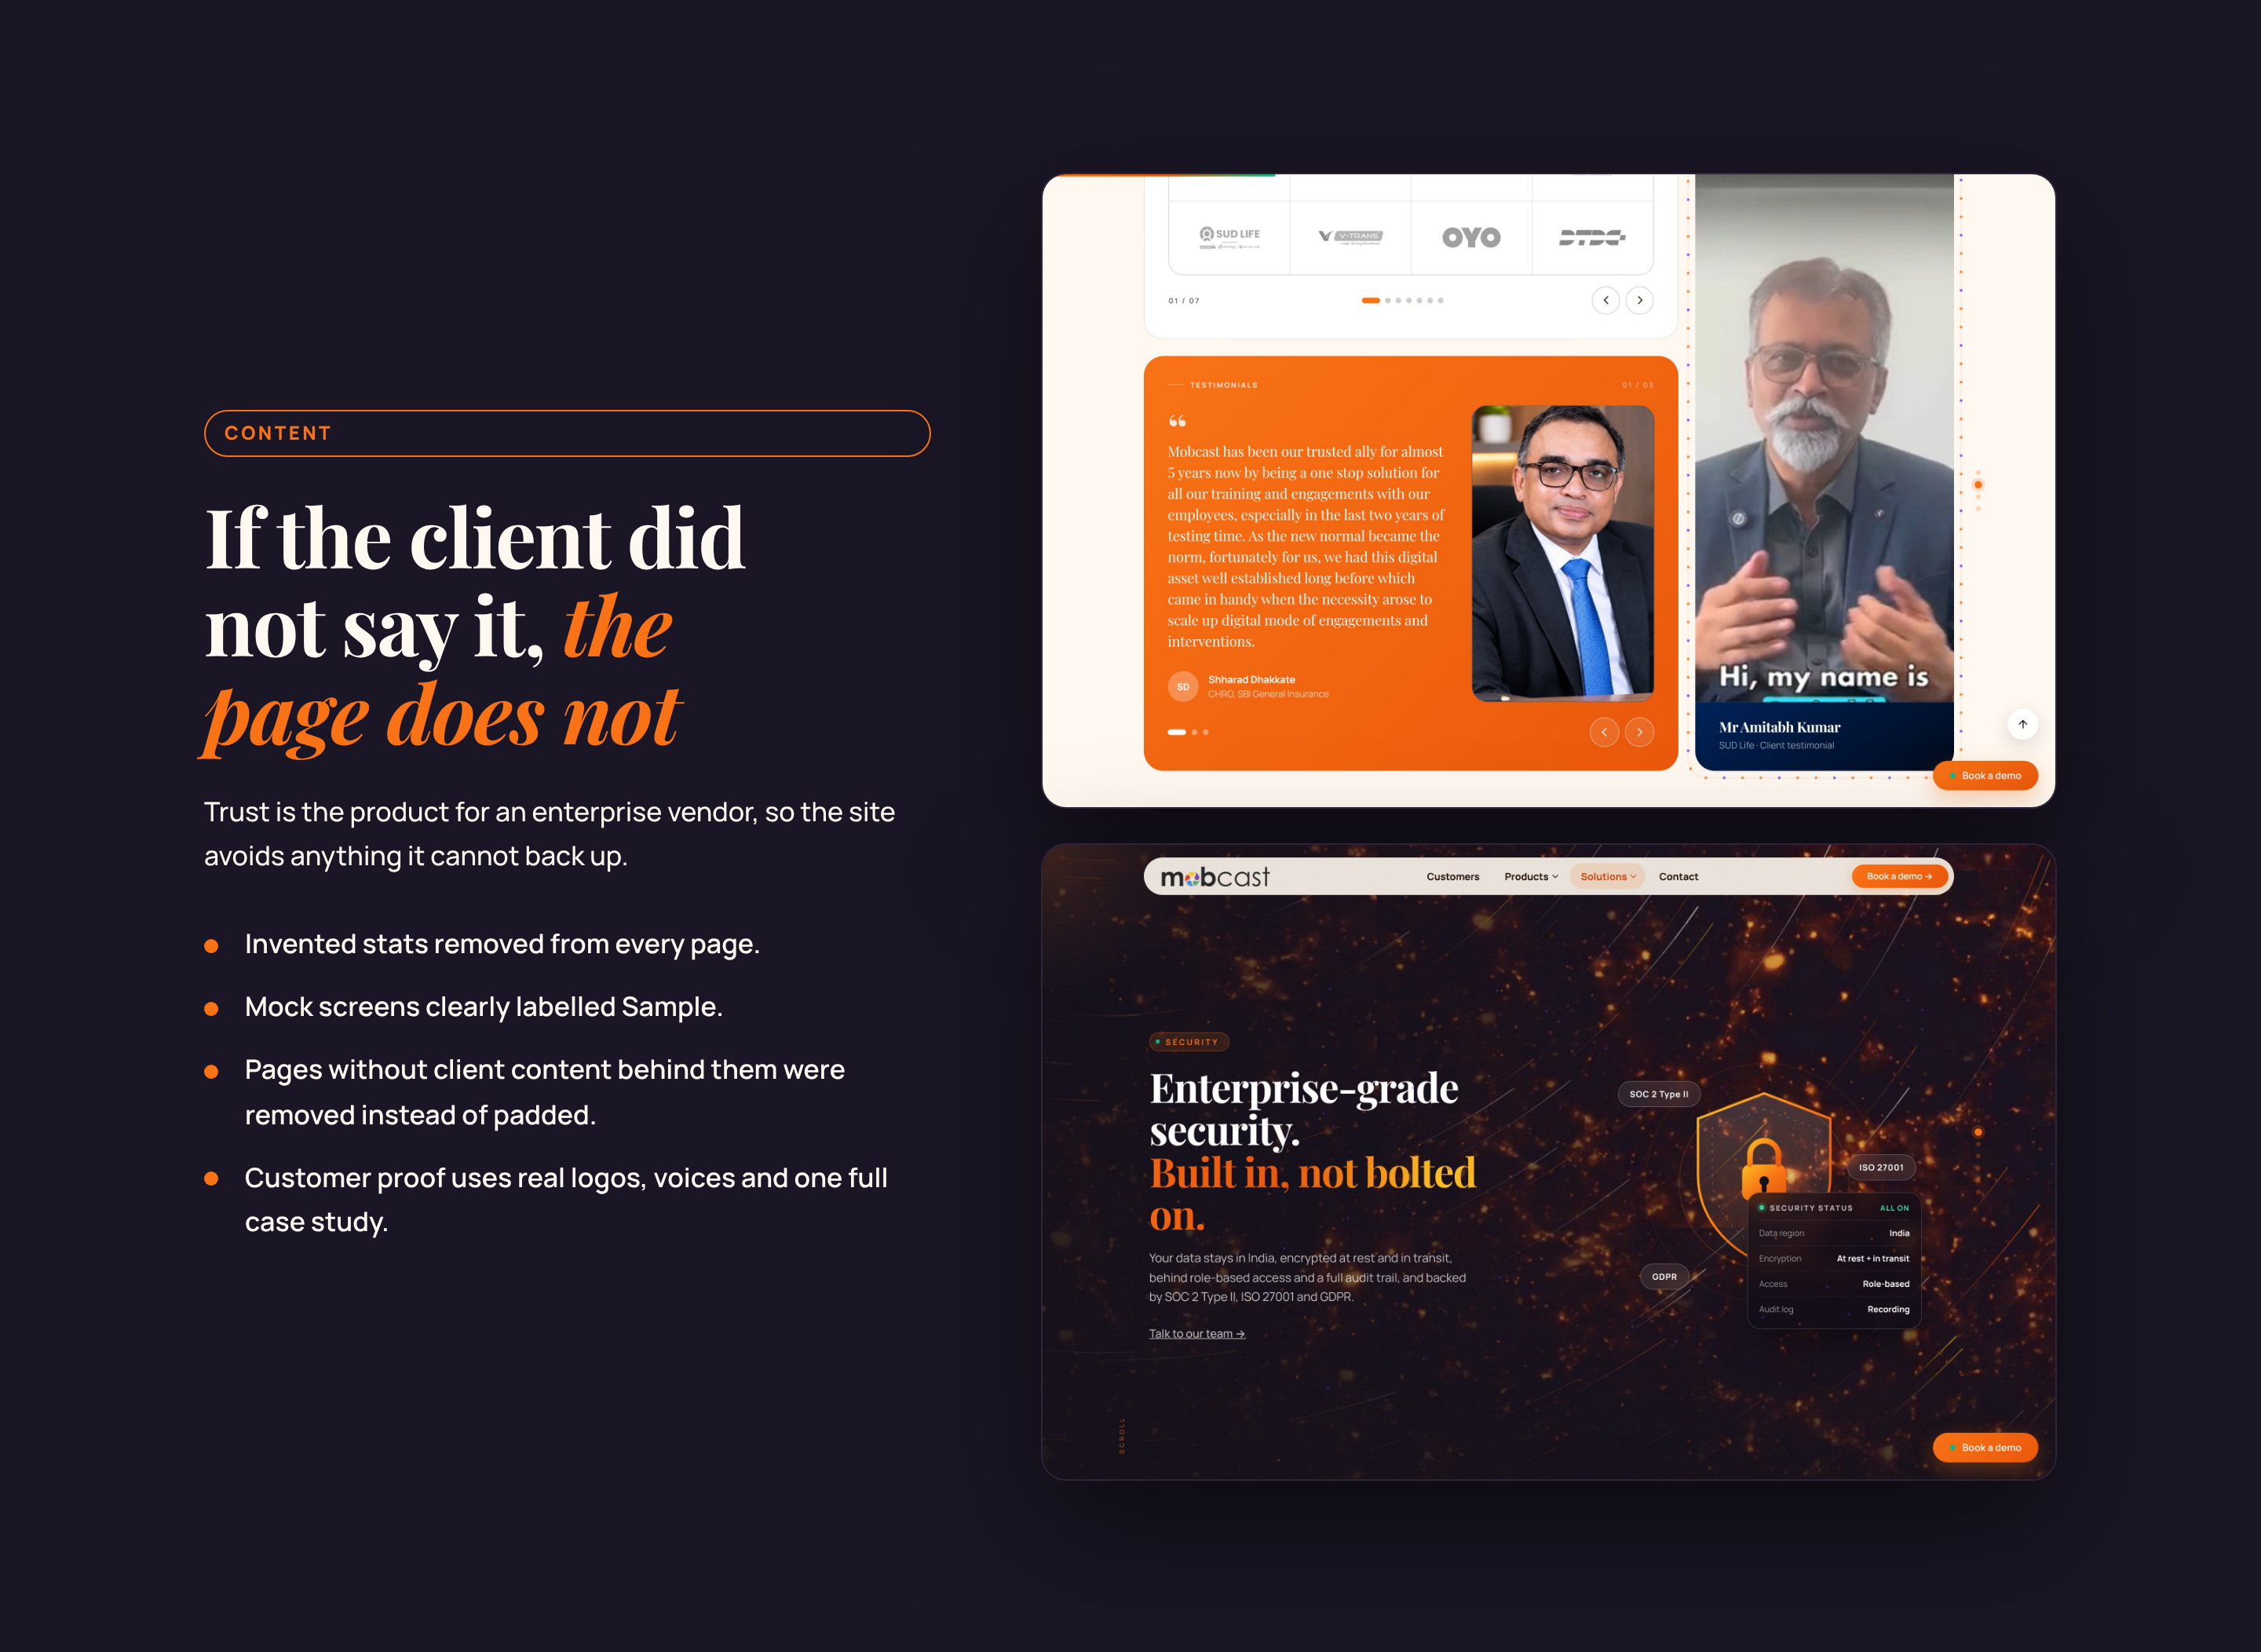 CONTENT
If the client did
not say it, the
page does not
Trust is the product for an enterprise vendor, so the site
avoids anything it cannot back up.
Invented stats removed from every page.
Mock screens clearly labelled Sample.
Pages without client content behind them were
removed instead of padded.
Customer proof uses real logos, voices and one full
case study.
SUD LIFE
V-TRANS
OYO
DTDC
01 / 07
TESTIMONIALS
01 / 03
“
Mobcast has been our trusted ally for almost
5 years now by being a one stop solution for
all our training and engagements with our
employees, especially in the last two years of
testing time. As the new normal became the
norm, fortunately for us, we had this digital
asset well established long before which
came in handy when the necessity arose to
scale up digital mode of engagements and
interventions.
SD
Shharad Dhakkate
CHRO, SBI General Insurance
Hi, my name is
Mr Amitabh Kumar
SUD Life · Client testimonial
Book a demo
mobcast
Customers
Products
Solutions
Contact
Book a demo →
SECURITY
Enterprise-grade
security.
Built in, not bolted
on.
Your data stays in India, encrypted at rest and in transit,
behind role-based access and a full audit trail, and backed
by SOC 2 Type II, ISO 27001 and GDPR.
Talk to our team →
SOC 2 Type II
ISO 27001
GDPR
SECURITY STATUS ALL ON
Data region India
Encryption At rest + in transit
Access Role-based
Audit log Recording
SCROLL
Book a demo